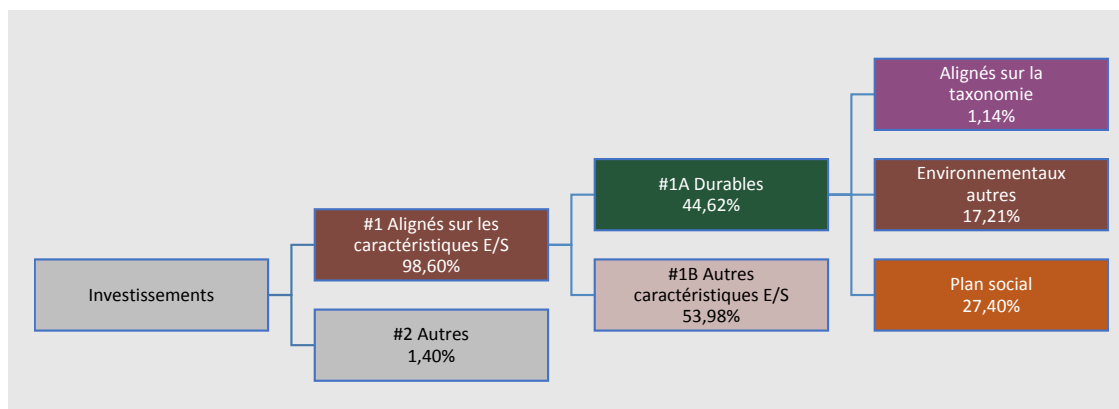 Investissements
#1 Alignés sur les
caractéristiques E/S
98,60%
#2 Autres
1,40%
#1A Durables
44,62%
#1B Autres
caractéristiques E/S
53,98%
Alignés sur la
taxonomie
1,14%
Environnementaux
autres
17,21%
Plan social
27,40%